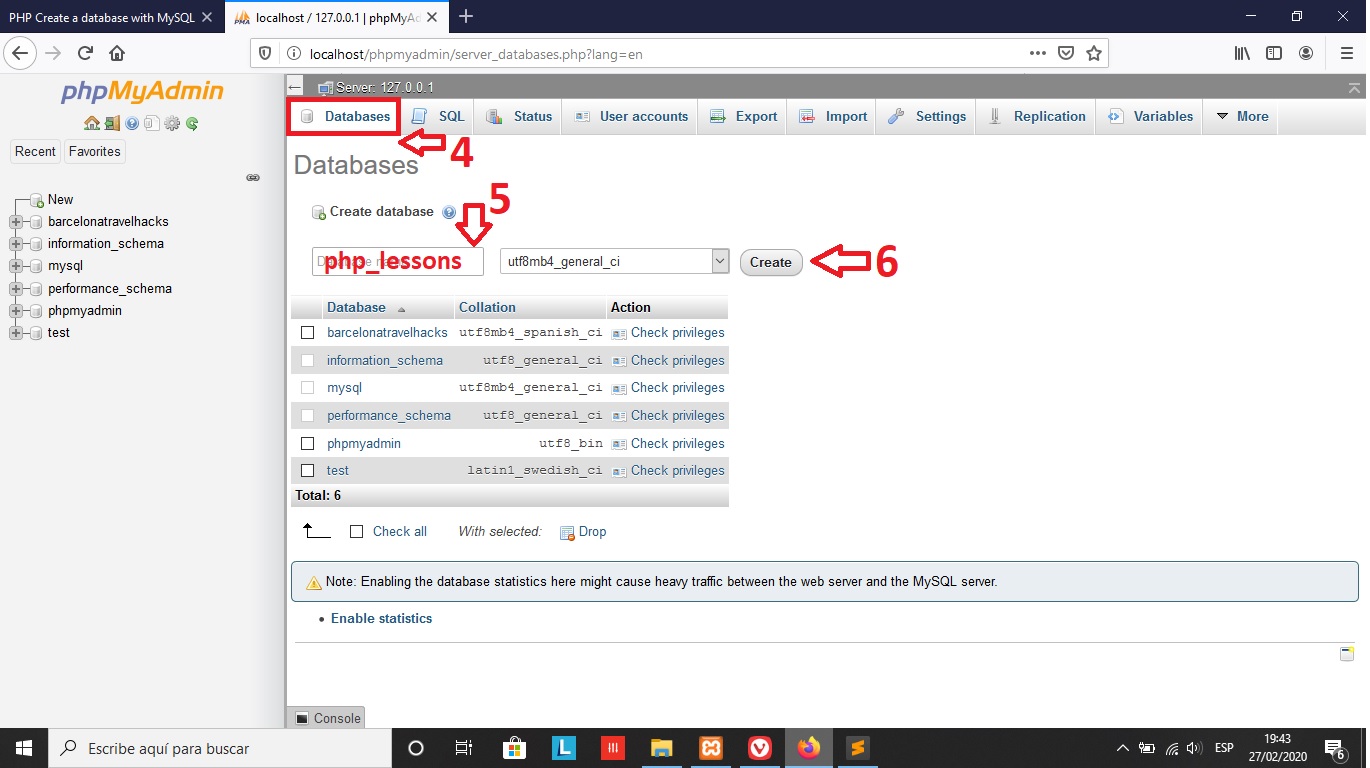 PHP Create a database with MySQL
localhost / 127.0.0.1 | phpMyAd
localhost/phpmyadmin/server_databases.php?lang=en
phpMyAdmin
Recent
Favorites
New
barcelonatravelhacks
information_schema
mysql
performance_schema
phpmyadmin
test
Server: 127.0.0.1
Databases
SQL
Status
User accounts
Export
Import
Settings
Replication
Variables
More
4
Databases
5
Create database
php_lessons
utf8mb4_general_ci
Create
6
Database Collation Action
barcelonatravelhacks utf8mb4_spanish_ci Check privileges
information_schema utf8_general_ci Check privileges
mysql utf8mb4_general_ci Check privileges
performance_schema utf8_general_ci Check privileges
phpmyadmin utf8_bin Check privileges
test latin1_swedish_ci Check privileges
Total: 6
Check all With selected: Drop
Note: Enabling the database statistics here might cause heavy traffic between the web server and the MySQL server.
Enable statistics
Console
Escribe aquí para buscar
L
ESP
19:43
27/02/2020
6